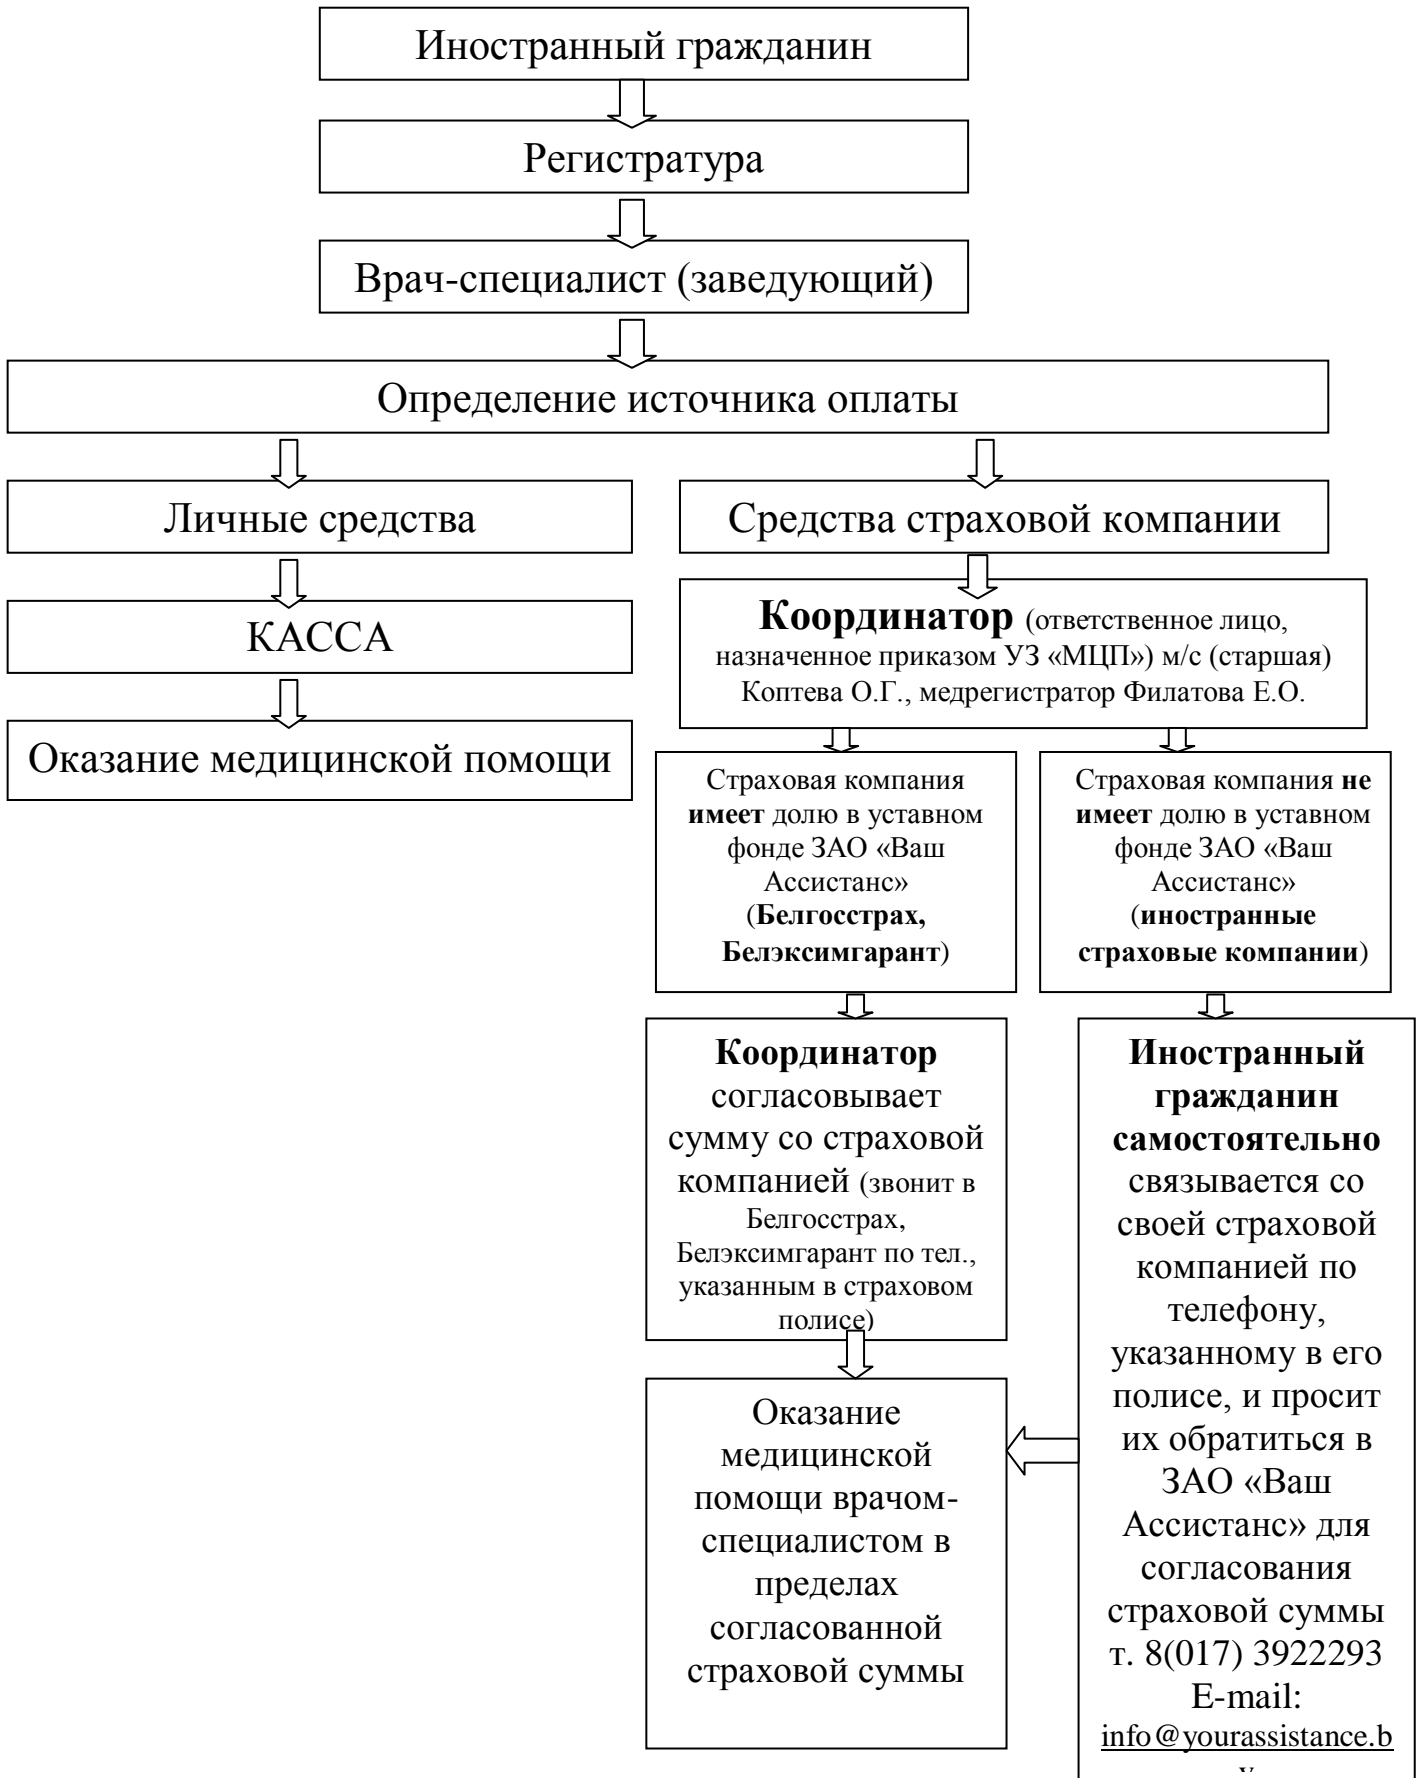 Иностранный гражданин
Регистратура
Врач-специалист (заведующий)
Определение источника оплаты
Личные средства
КАССА
Оказание медицинской помощи
Средства страховой компании
Координатор (ответственное лицо,
назначенное приказом УЗ «МЦП») м/с (старшая)
Коптева О.Г., медрегистратор Филатова Е.О.
Страховая компания
имеет долю в уставном
фонде ЗАО «Ваш
Ассистанс»
(Белгосстрах,
Белэксимгарант)
Страховая компания не
имеет долю в уставном
фонде ЗАО «Ваш
Ассистанс»
(иностранные
страховые компании)
Координатор
согласовывает
сумму со страховой
компанией (звонит в
Белгосстрах,
Белэксимгарант по тел.,
указанным в страховом
полисе)
Оказание
медицинской
помощи врачом-
специалистом в
пределах
согласованной
страховой суммы
Иностранный
гражданин
самостоятельно
связывается со
своей страховой
компанией по
телефону,
указанному в его
полисе, и просит
их обратиться в
ЗАО «Ваш
Ассистанс» для
согласования
страховой суммы
т. 8(017) 3922293
E-mail:
info@yourassistance.b
y